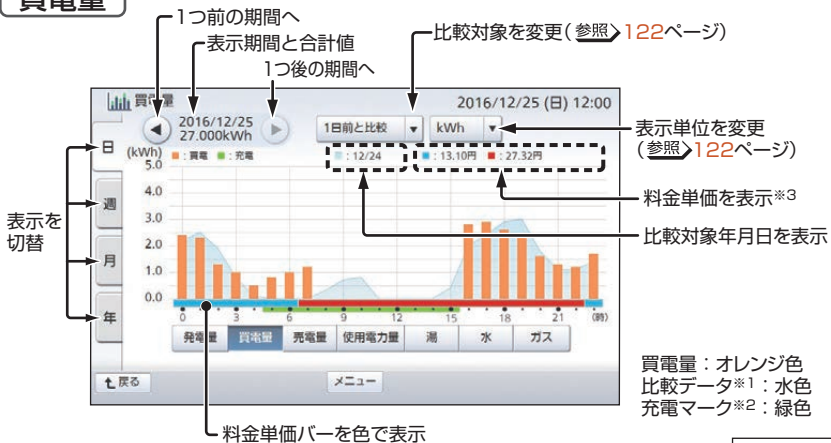 買電量
1つ前の期間へ
表示期間と合計値
1つ後の期間へ
比較対象を変更(参照 122ページ)
買電量
2016/12/25 (日) 12:00
2016/12/25
27.000kWh
1日前と比較
kWh
表示単位を変更
(参照 122ページ)
(kWh)
:買電 :充電
:12/24
:13.10円 :27.32円
料金単価を表示※3
比較対象年月日を表示
表示を
切替
日
週
月
年
5.0
4.0
3.0
2.0
1.0
0.0
0 3 6 9 12 15 18 21 (時)
発電量 買電量 売電量 使用電力量 湯 水 ガス
戻る
メニュー
買電量:オレンジ色
比較データ※1:水色
充電マーク※2:緑色
料金単価バーを色で表示